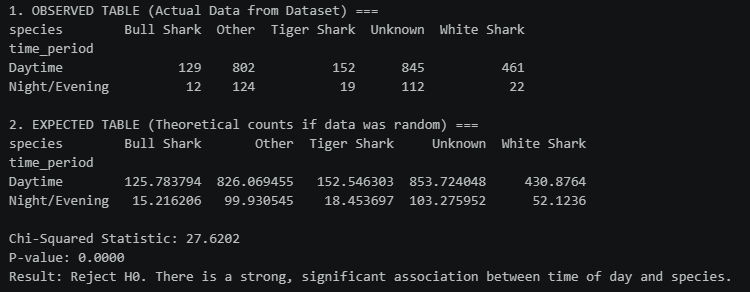 1. OBSERVED TABLE (Actual Data from Dataset) ===
species Bull Shark Other Tiger Shark Unknown White Shark
time_period
Daytime 129 802 152 845 461
Night/Evening 12 124 19 112 22
2. EXPECTED TABLE (Theoretical counts if data was random) ===
species Bull Shark Other Tiger Shark Unknown White Shark
time_period
Daytime 125.783794 826.069455 152.546303 853.724048 430.8764
Night/Evening 15.216206 99.930545 18.453697 103.275952 52.1236
Chi-Squared Statistic: 27.6202
P-value: 0.0000
Result: Reject H0. There is a strong, significant association between time of day and species.